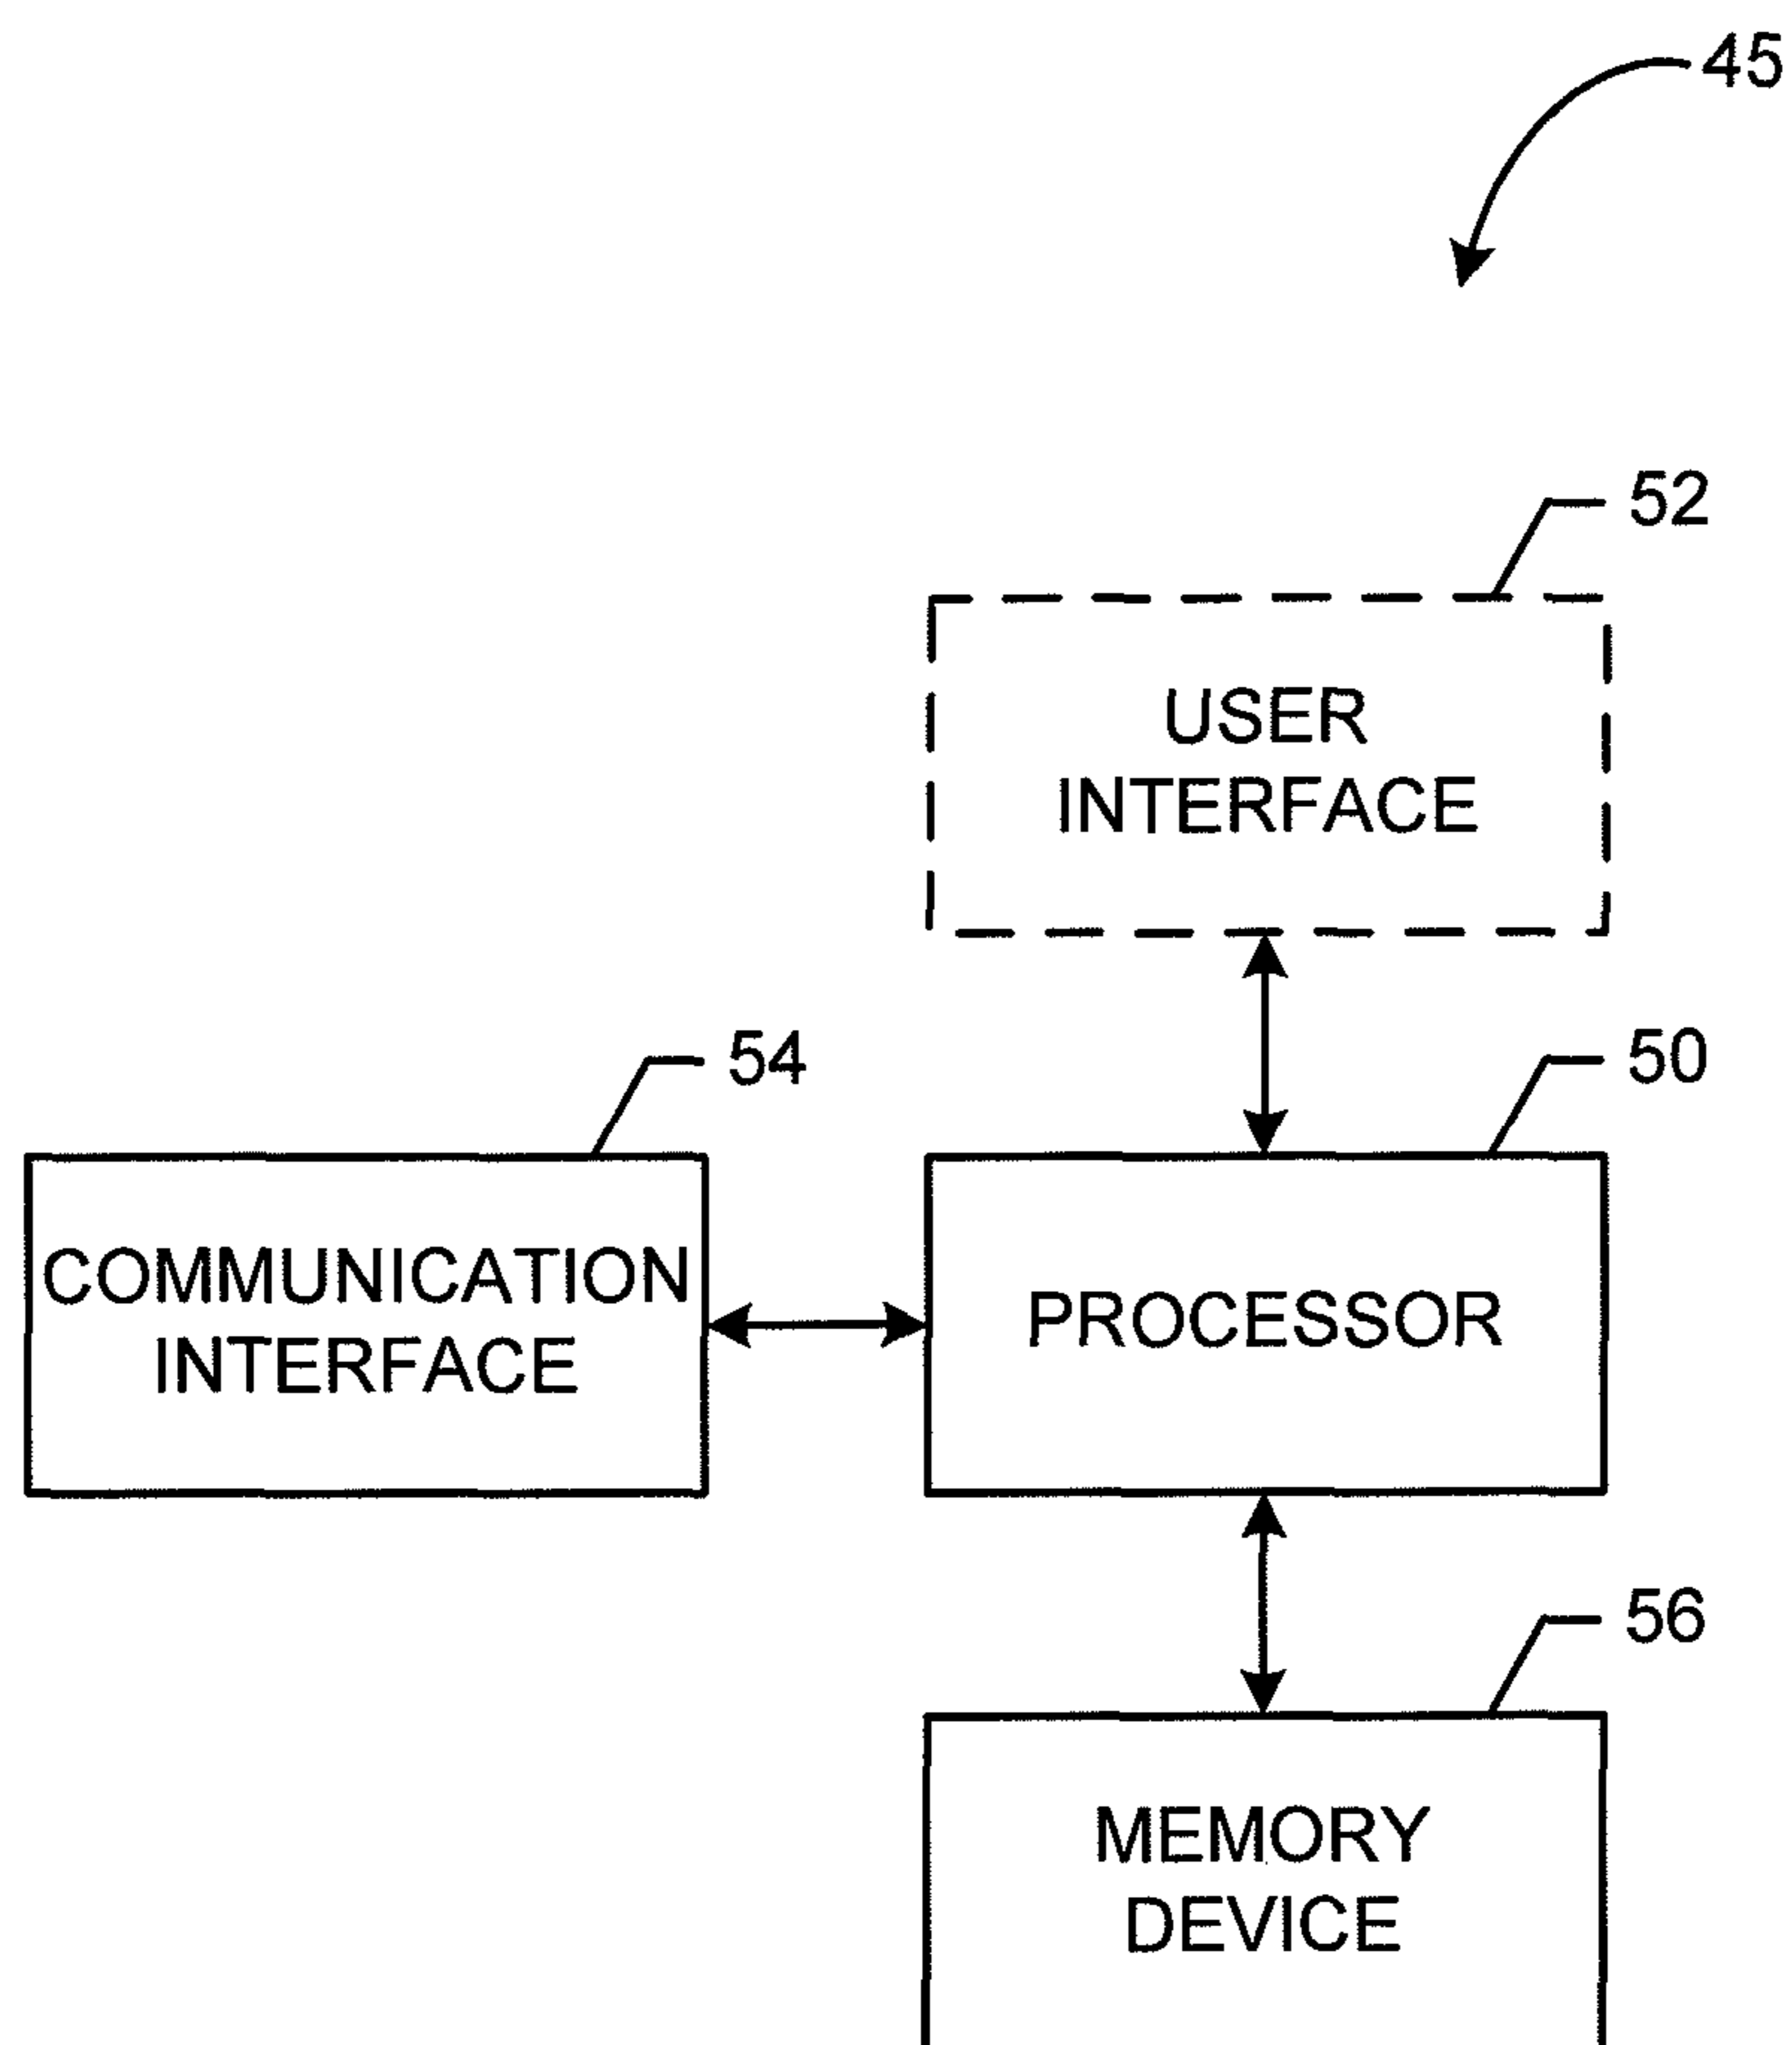 45
52
USER
INTERFACE
54
50
COMMUNICATION
INTERFACE
PROCESSOR
56
MEMORY
DEVICE